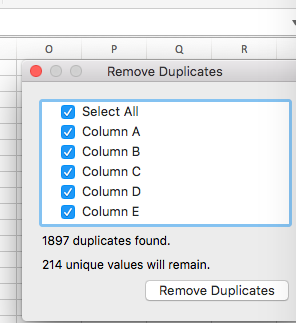 O P Q R
Remove Duplicates
Select All
Column A
Column B
Column C
Column D
Column E
1897 duplicates found.
214 unique values will remain.
Remove Duplicates